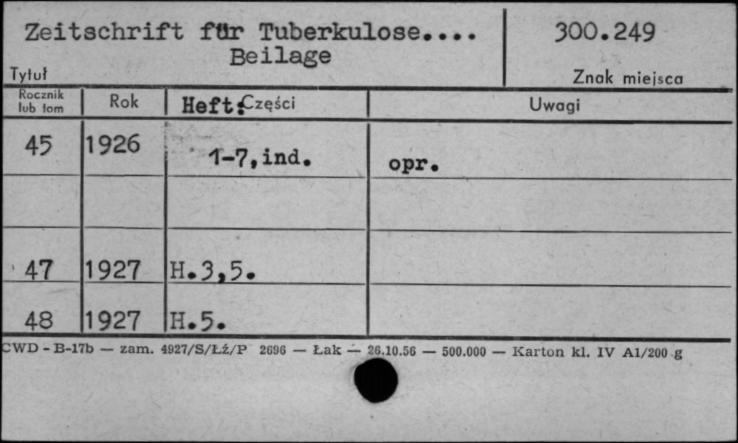 Zeitschrift für Tuberkulose.... 300.249
Beilage
Tytuł Znak miejsca
Rocznik lub tom Rok Heft: Części Uwagi
45 1926 1-7, ind. opr.
47 1927 H.3,5.
48 1927 H.5.
CWD - B-17b — zam. 4927/S/Łż/P 2696 — Łak — 26.10.56 — 500.000 — Karton kl. IV A1/200 g